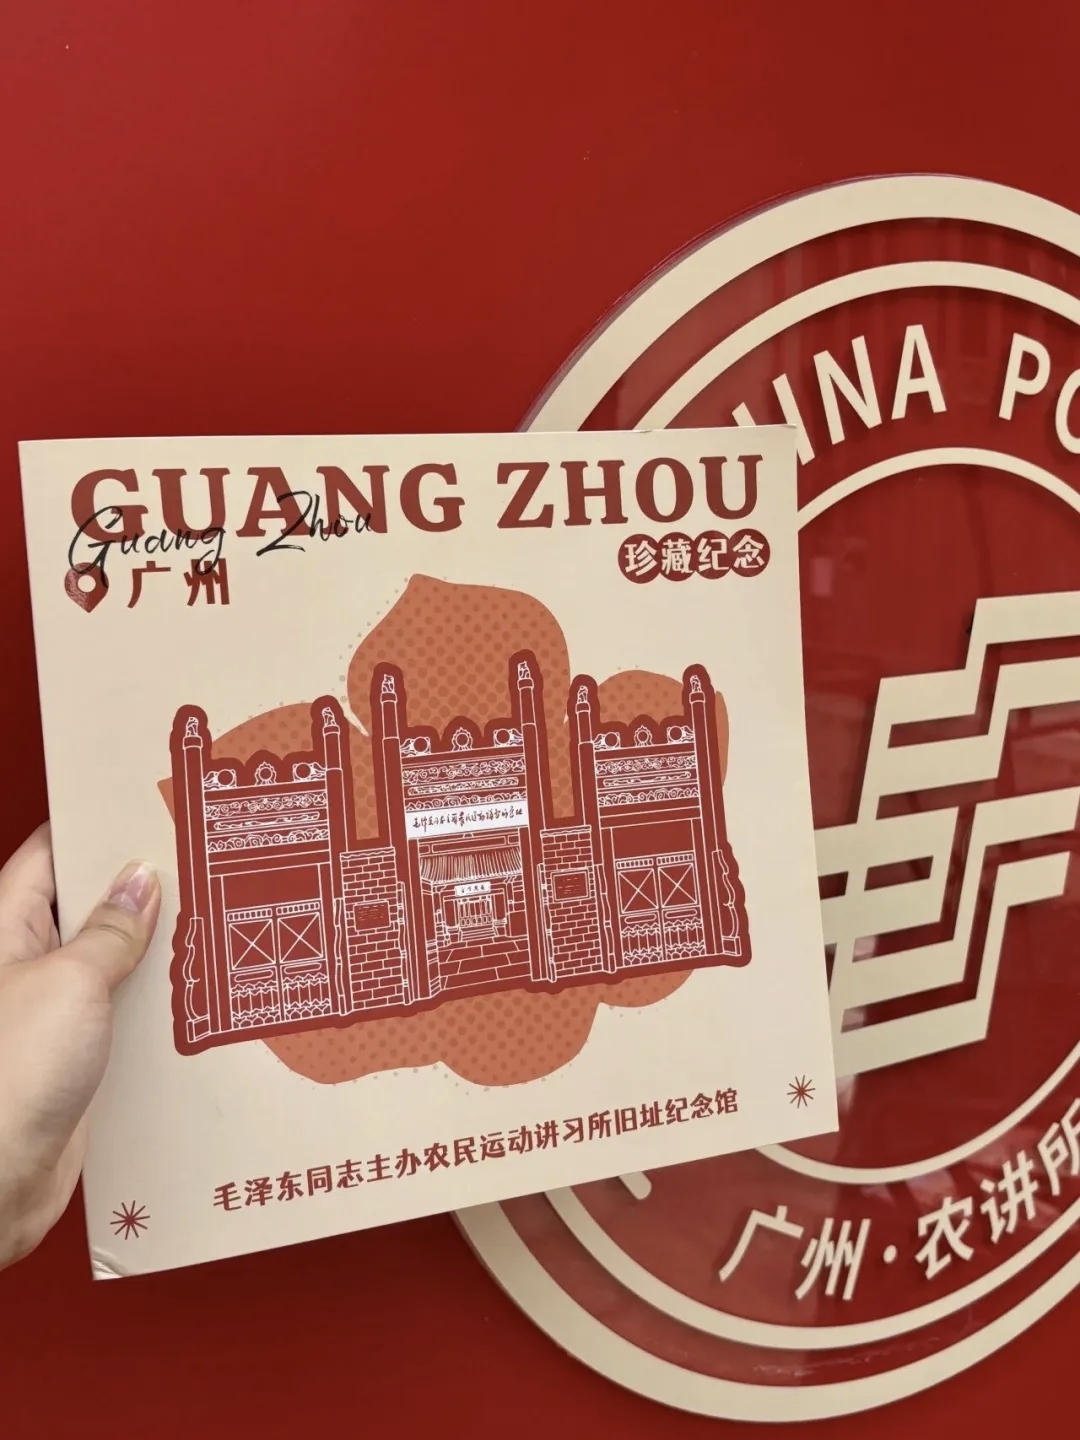 GUANG ZHOU
Guang Zhou
广州
珍藏纪念
毛泽东同志主办农民运动讲习所旧址纪念馆
HINA PO
广州·农讲所